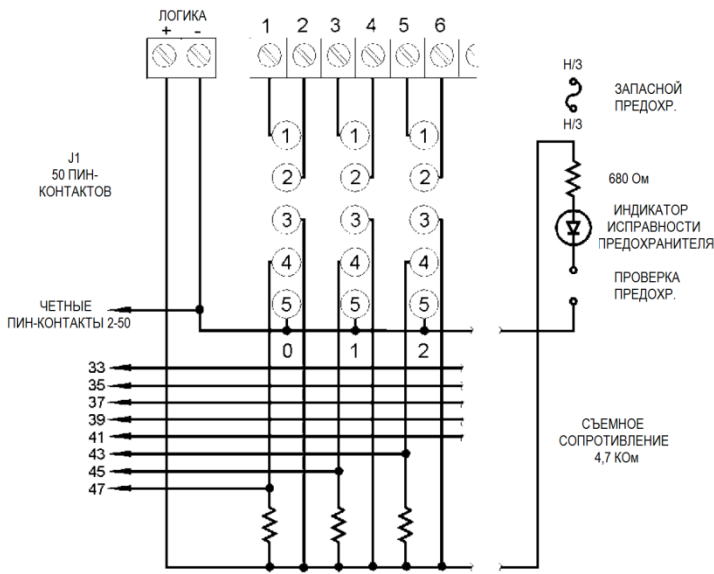 ЛОГИКА
+ -
1 2 3 4 5 6
Н/З
ЗАПАСНОЙ
ПРЕДОХР.
Н/З
J1
50 ПИН-
КОНТАКТОВ
1 1 1
2 2 2
3 3 3
4 4 4
5 5 5
0 1 2
680 Ом
ИНДИКАТОР
ИСПРАВНОСТИ
ПРЕДОХРАНИТЕЛЯ
ПРОВЕРКА
ПРЕДОХР.
ЧЕТНЫЕ
ПИН-КОНТАКТЫ 2-50
33
35
37
39
41
43
45
47
СЪЕМНОЕ
СОПРОТИВЛЕНИЕ
4,7 КОм